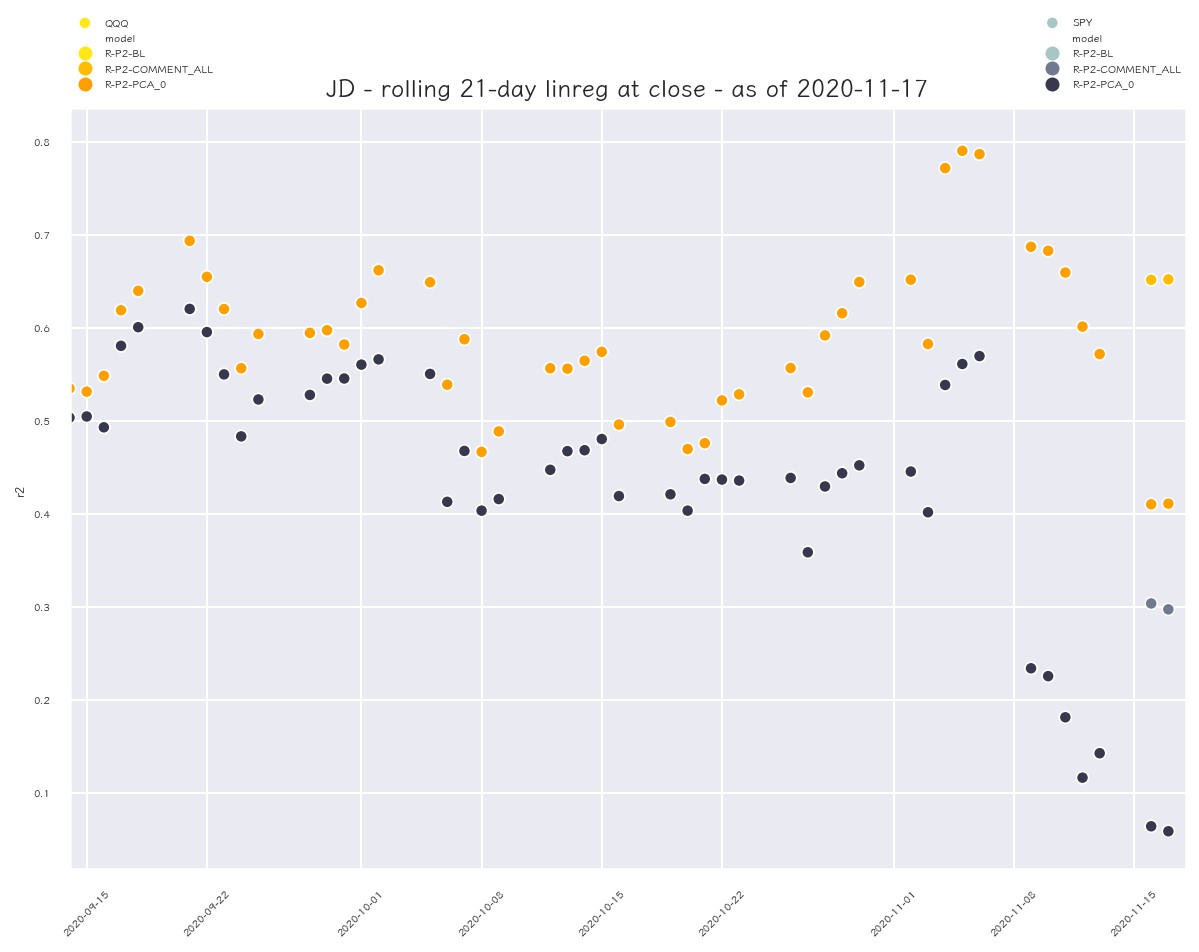 QQQ
model
R-P2-BL
R-P2-COMMENT_ALL
R-P2-PCA_0
SPY
model
R-P2-BL
R-P2-COMMENT_ALL
R-P2-PCA_0
JD - rolling 21-day linreg at close - as of 2020-11-17
0.8
0.7
0.6
0.5
r2
0.4
0.3
0.2
0.1
2020-09-15
2020-09-22
2020-10-01
2020-10-08
2020-10-15
2020-10-22
2020-11-01
2020-11-08
2020-11-15